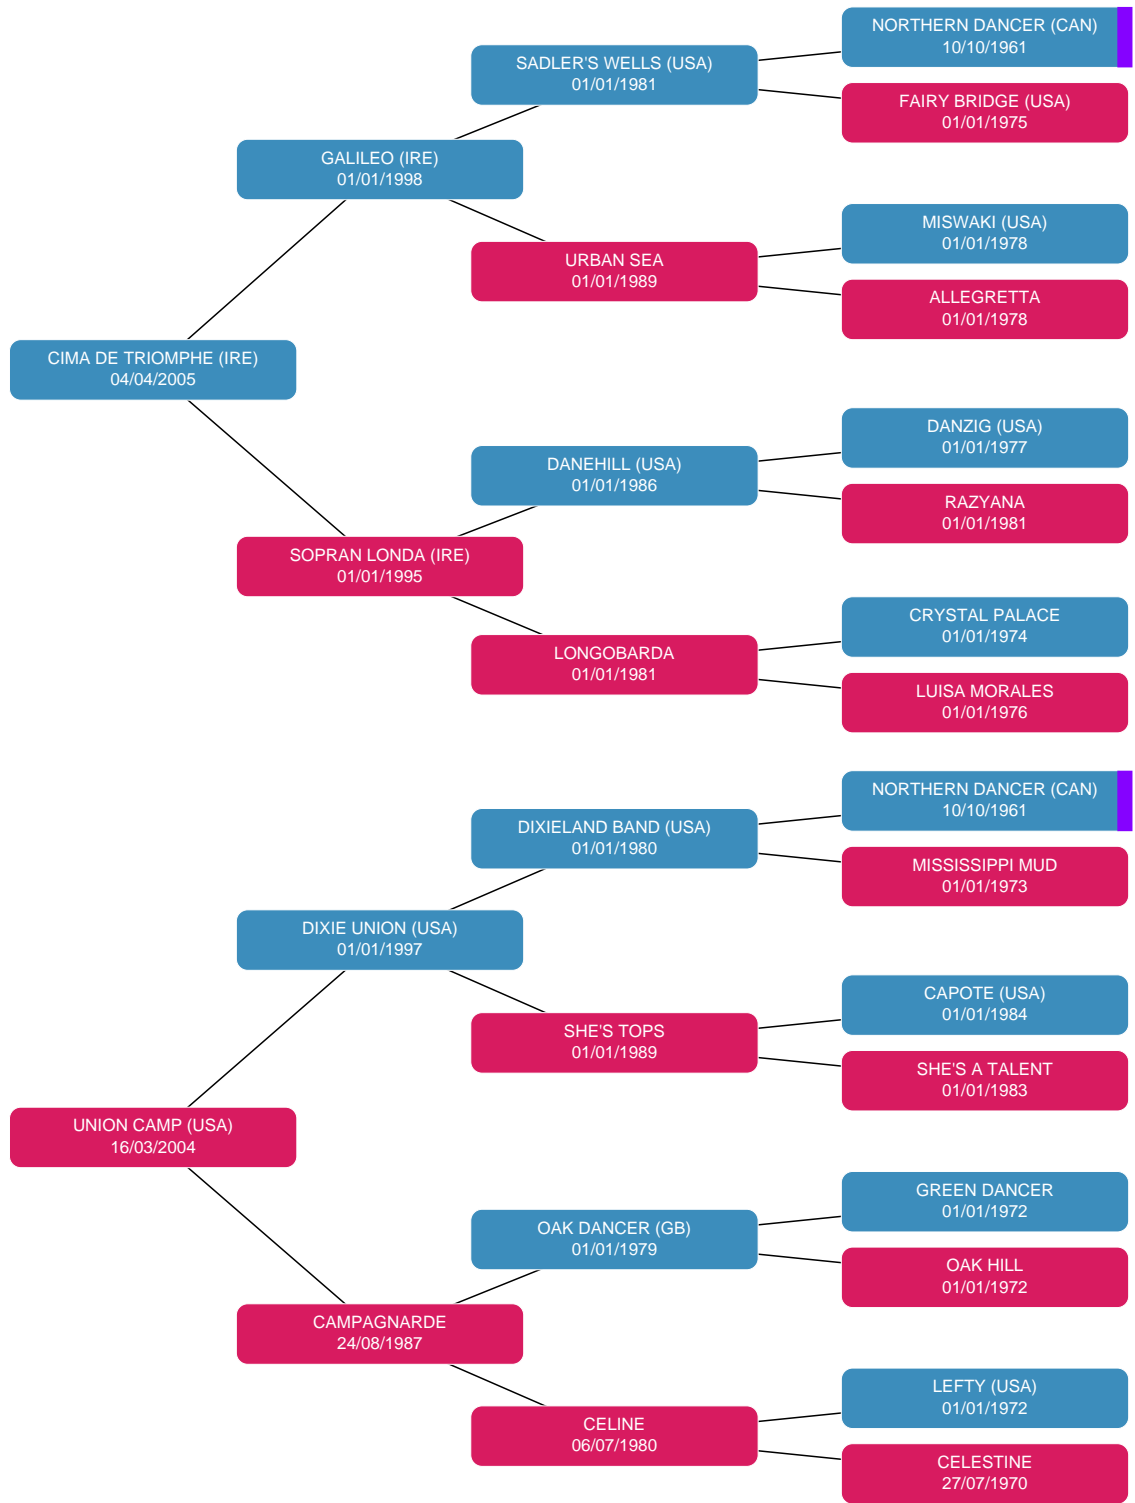 NORTHERN DANCER (CAN)
10/10/1961
SADLER'S WELLS (USA)
01/01/1981
FAIRY BRIDGE (USA)
01/01/1975
GALILEO (IRE)
01/01/1998
MISWAKI (USA)
01/01/1978
URBAN SEA
01/01/1989
ALLEGRETTA
01/01/1978
CIMA DE TRIOMPHE (IRE)
04/04/2005
DANZIG (USA)
01/01/1977
DANEHILL (USA)
01/01/1986
RAZYANA
01/01/1981
SOPRAN LONDA (IRE)
01/01/1995
CRYSTAL PALACE
01/01/1974
LONGOBARDA
01/01/1981
LUISA MORALES
01/01/1976
NORTHERN DANCER (CAN)
10/10/1961
DIXIELAND BAND (USA)
01/01/1980
MISSISSIPPI MUD
01/01/1973
DIXIE UNION (USA)
01/01/1997
CAPOTE (USA)
01/01/1984
SHE'S TOPS
01/01/1989
SHE'S A TALENT
01/01/1983
UNION CAMP (USA)
16/03/2004
GREEN DANCER
01/01/1972
OAK DANCER (GB)
01/01/1979
OAK HILL
01/01/1972
CAMPAGNARDE
24/08/1987
LEFTY (USA)
01/01/1972
CELINE
06/07/1980
CELESTINE
27/07/1970